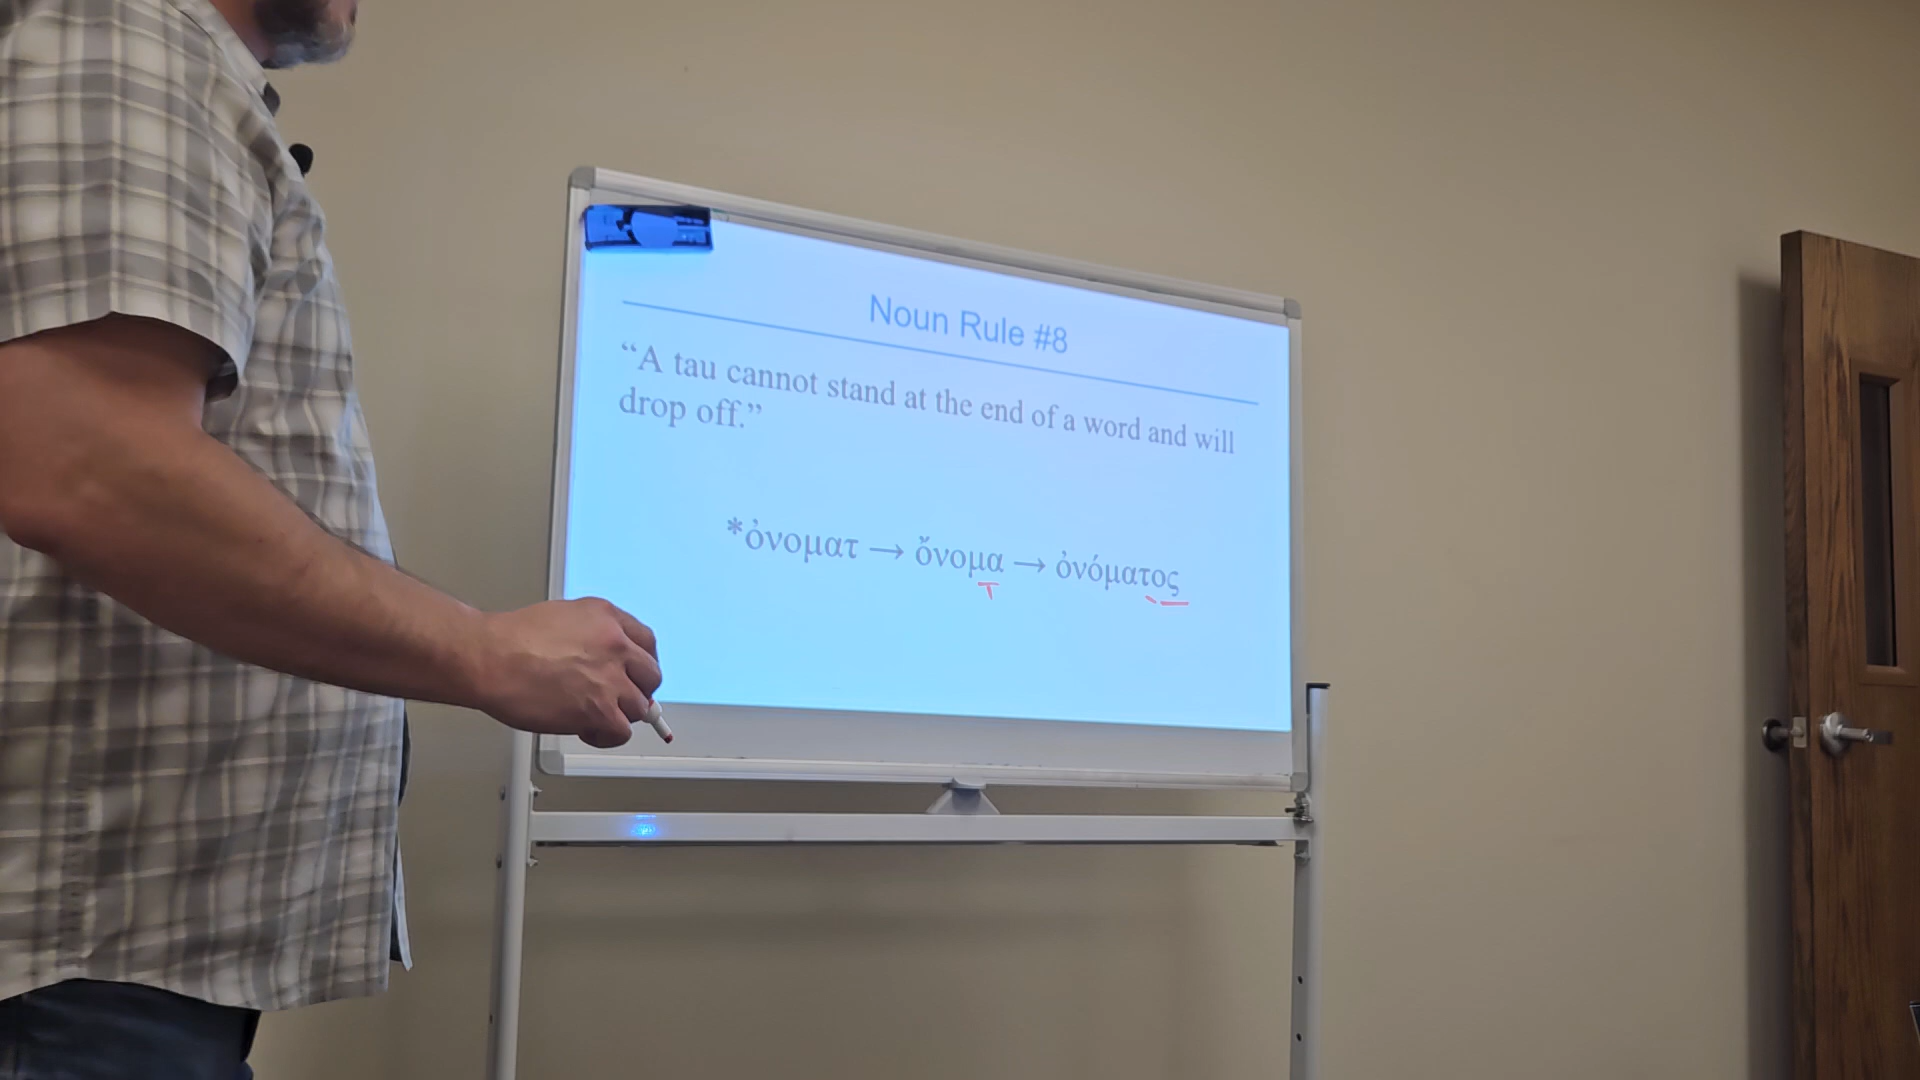 Noun Rule #8
“A tau cannot stand at the end of a word and will
drop off.”
*ὀνοματ → ὄνομα → ὀνόματος
τ